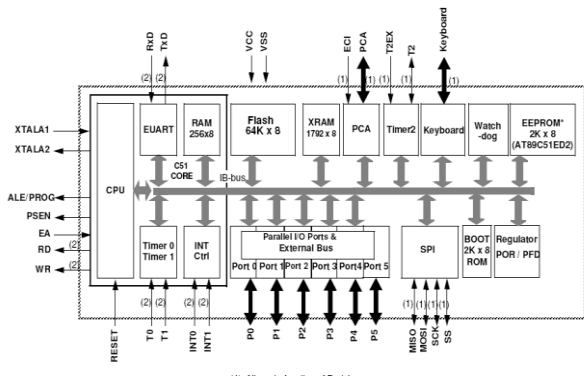 RxD
TxD
VCC
VSS
ECI
PCA
T2EX
T2
Keyboard
(2) (2)
(1) (1)
(1) (1)
(1)
XTALA1
XTALA2
ALE/PROG
PSEN
EA
RD
(2)
WR
(2)
CPU
EUART
RAM
256x8
C51
CORE
IB-bus
Flash
64K x 8
XRAM
1792 x 8
PCA
Timer2
Keyboard
Watch
-dog
EEPROM*
2K x 8
(AT89C51ED2)
Timer 0
Timer 1
INT
Ctrl
Parallel I/O Ports &
External Bus
Port 0 Port 1 Port 2 Port 3 Port4 Port 5
SPI
BOOT
2K x 8
ROM
Regulator
POR / PFD
(2) (2) (2) (2)
(1) (1) (1) (1)
RESET
T0
T1
INT0
INT1
P0
P1
P2
P3
P4
P5
MISO
MOSI
SCK
SS